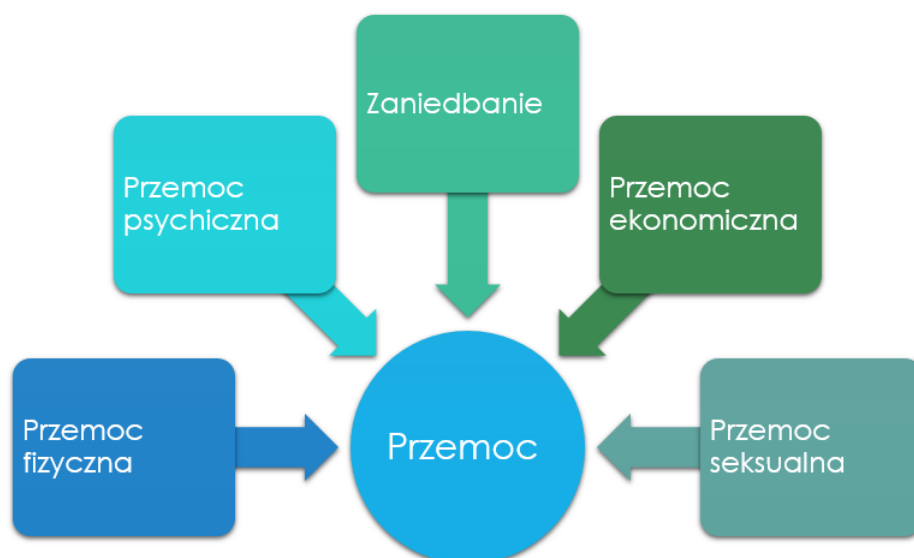 Zaniedbanie
Przemoc
psychiczna
Przemoc
ekonomiczna
Przemoc
fizyczna
Przemoc
Przemoc
seksualna